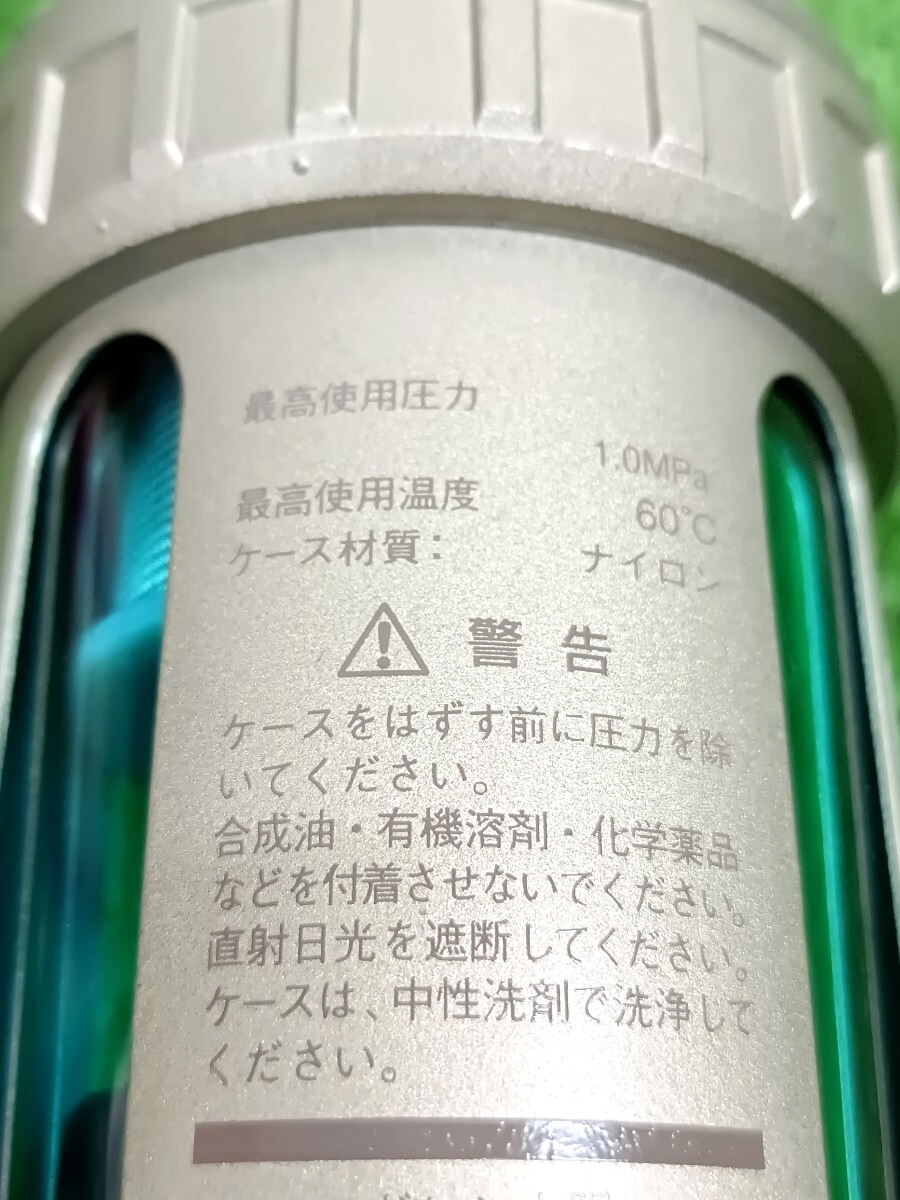 最高使用圧力
1.0MPa
最高使用温度 60℃
ケース材質： ナイロン
警告
ケースをはずす前に圧力を除
いてください。
合成油・有機溶剤・化学薬品
などを付着させないでください。
直射日光を遮断してください。
ケースは、中性洗剤で洗浄して
ください。